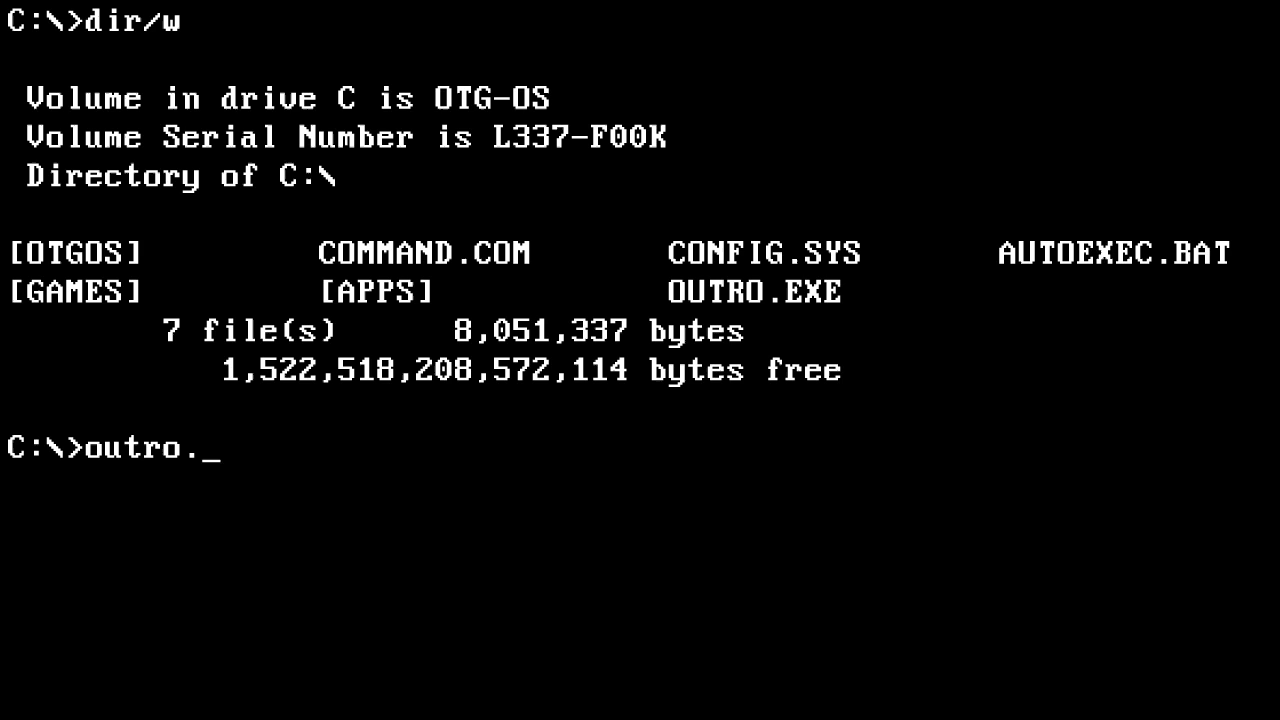 C:\>dir/w
Volume in drive C is OTG-OS
Volume Serial Number is L337-F00K
Directory of C:\
[OTGOS] COMMAND.COM CONFIG.SYS AUTOEXEC.BAT
[GAMES] [APPS] OUTRO.EXE
7 file(s) 8,051,337 bytes
1,522,518,208,572,114 bytes free
C:\>outro._